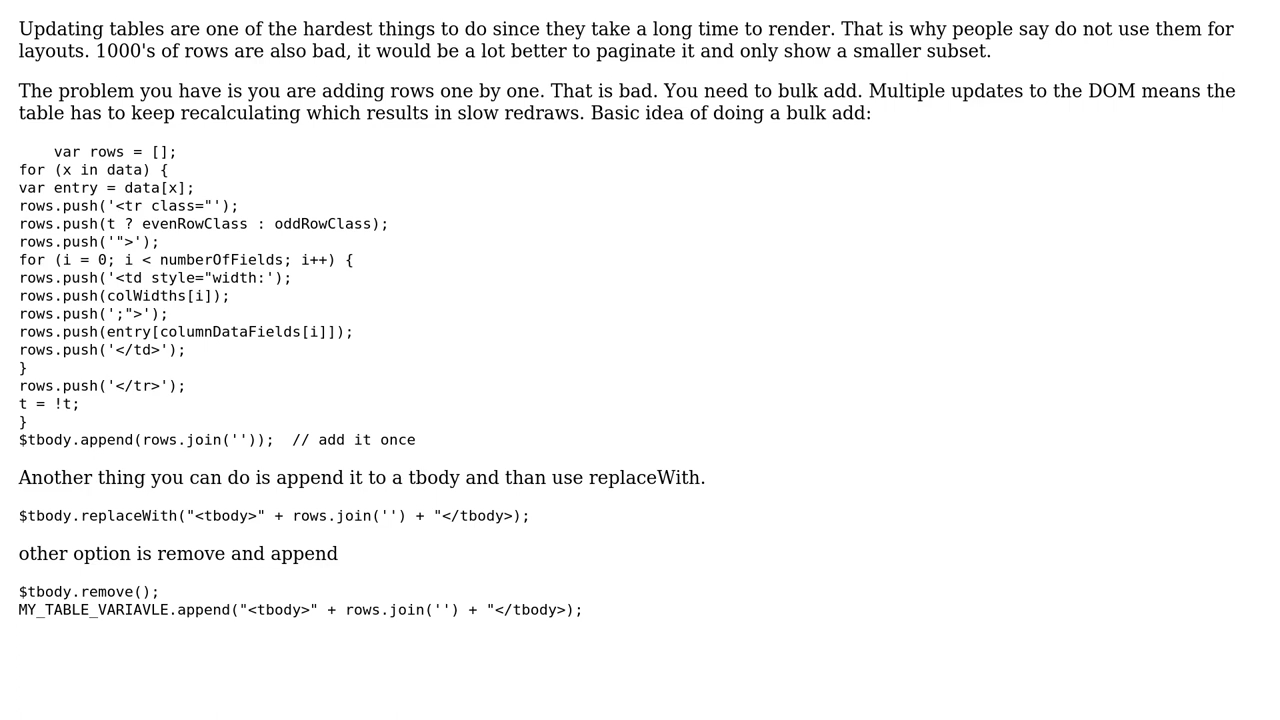 Updating tables are one of the hardest things to do since they take a long time to render. That is why people say do not use them for
layouts. 1000's of rows are also bad, it would be a lot better to paginate it and only show a smaller subset.
The problem you have is you are adding rows one by one. That is bad. You need to bulk add. Multiple updates to the DOM means the
table has to keep recalculating which results in slow redraws. Basic idea of doing a bulk add:
    var rows = [];
for (x in data) {
var entry = data[x];
rows.push('<tr class="');
rows.push(t ? evenRowClass : oddRowClass);
rows.push('">');
for (i = 0; i < numberOfFields; i++) {
rows.push('<td style="width:');
rows.push(colWidths[i]);
rows.push(';">');
rows.push(entry[columnDataFields[i]]);
rows.push('</td>');
}
rows.push('</tr>');
t = !t;
}
$tbody.append(rows.join(''));  // add it once
Another thing you can do is append it to a tbody and than use replaceWith.
$tbody.replaceWith("<tbody>" + rows.join('') + "</tbody>);
other option is remove and append
$tbody.remove();
MY_TABLE_VARIAVLE.append("<tbody>" + rows.join('') + "</tbody>);